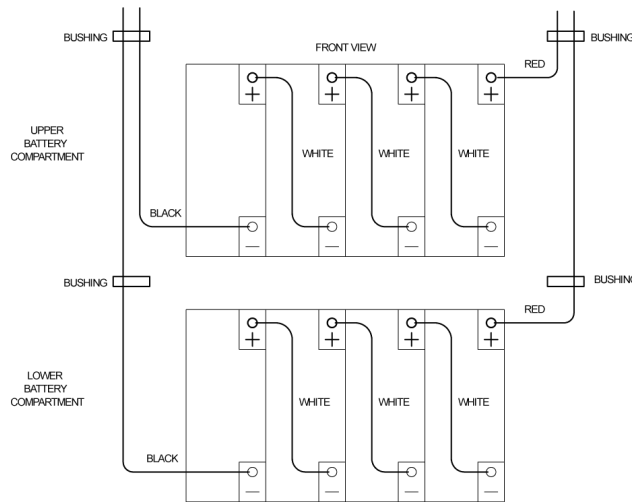 BUSHING
BUSHING
FRONT VIEW
RED
+ + + +
UPPER
BATTERY
COMPARTMENT
WHITE WHITE WHITE
BLACK
– – – –
BUSHING
BUSHING
RED
+ + + +
LOWER
BATTERY
COMPARTMENT
WHITE WHITE WHITE
BLACK
– – – –